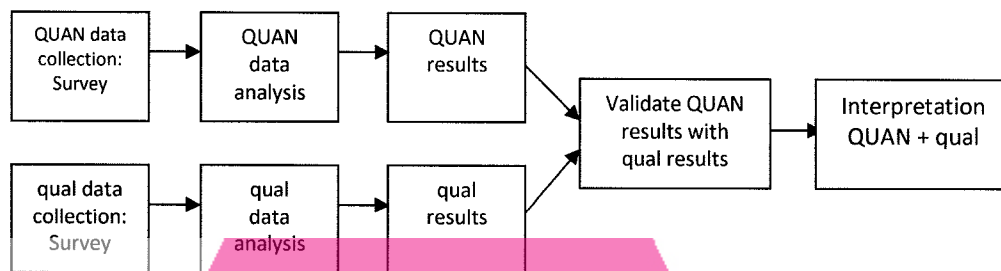 QUAN data
collection:
Survey
QUAN
data
analysis
QUAN
results
qual data
collection:
Survey
qual
data
analysis
qual
results
Validate QUAN
results with
qual results
Interpretation
QUAN + qual